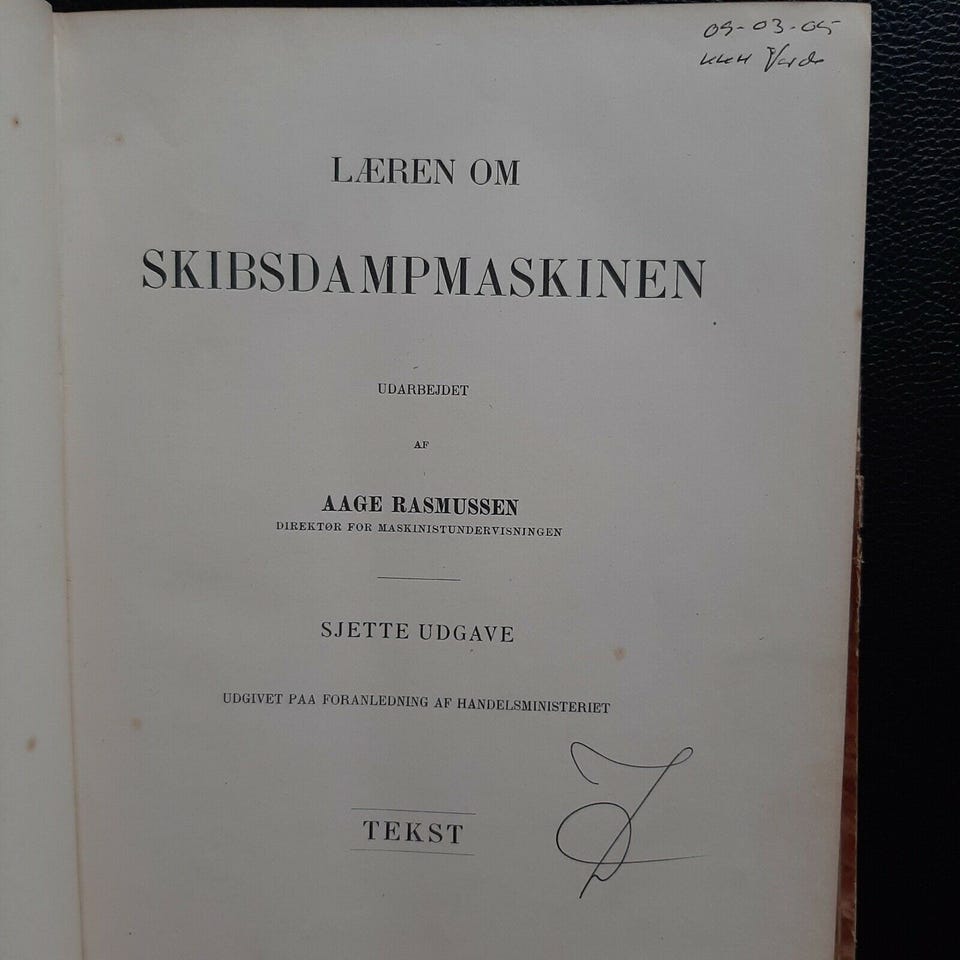 09-03-05
LÆREN OM
SKIBSDAMPMASKINEN
UDARBEJDET
AF
AAGE RASMUSSEN
DIREKTØR FOR MASKINISTUNDERVISNINGEN
SJETTE UDGAVE
UDGIVET PAA FORANLEDNING AF HANDELSMINISTERIET
TEKST